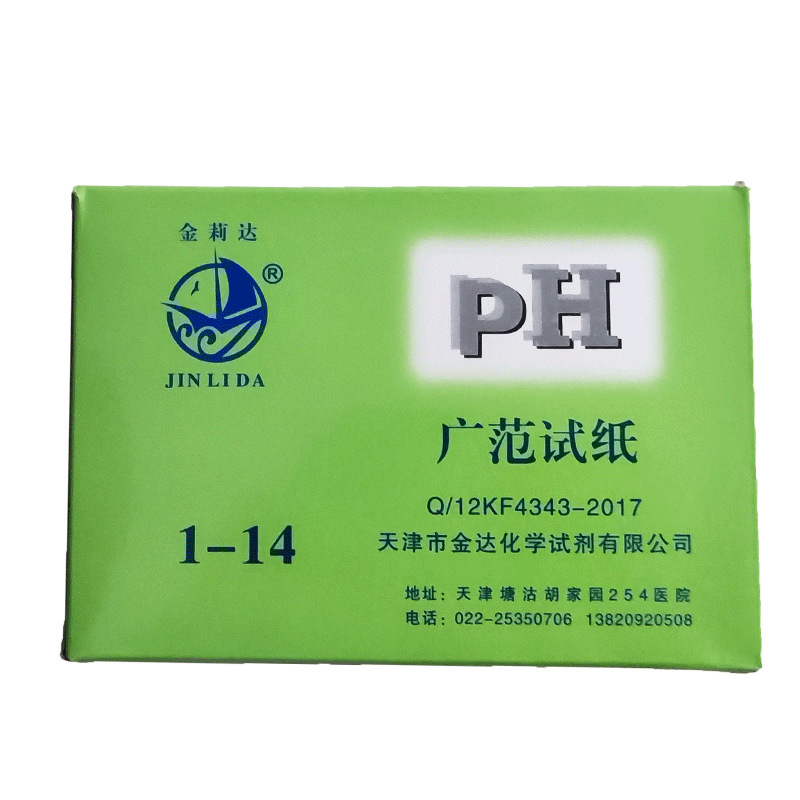 金莉达
®
JIN LI DA
pH
广范试纸
Q/12KF4343-2017
1-14
天津市金达化学试剂有限公司
地址：天津塘沽胡家园254医院
电话：022-25350706 13820920508